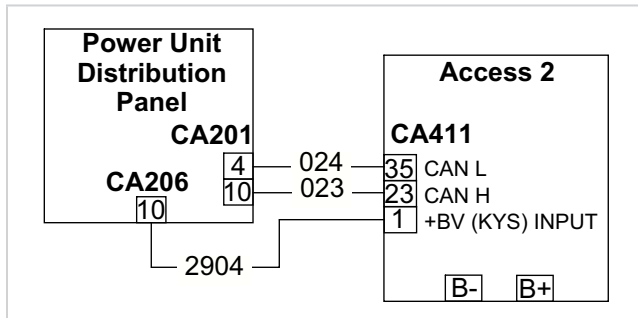 Power Unit
Distribution
Panel
CA201
4
10
CA206
10
024
023
2904
Access 2
CA411
35 CAN L
23 CAN H
1 +BV (KYS) INPUT
B- B+